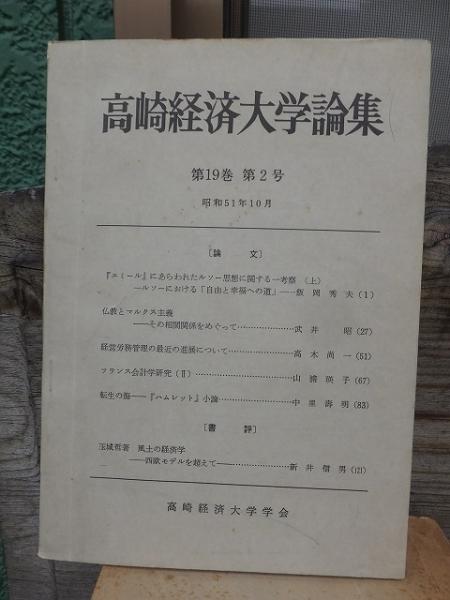 高崎経済大学論集
第19巻 第2号
昭和51年10月
〔論 文〕
『エミール』にあらわれたルソー思想に関する一考察 (上)
―ルソーにおける「自由と幸福への道」―…飯岡秀夫(1)
仏教とマルクス主義
――その相関関係をめぐって…………………武井 昭(27)
経営労務管理の最近の進展について……………高木尚一(51)
フランス会計学研究(Ⅱ)…………………………山浦瑛子(67)
転生の傷――『ハムレット』小論………………中里壽明(83)
〔書 評〕
玉城哲著 風土の経済学
――西欧モデルを超えて――…………………新井信男(121)
高崎経済大学学会